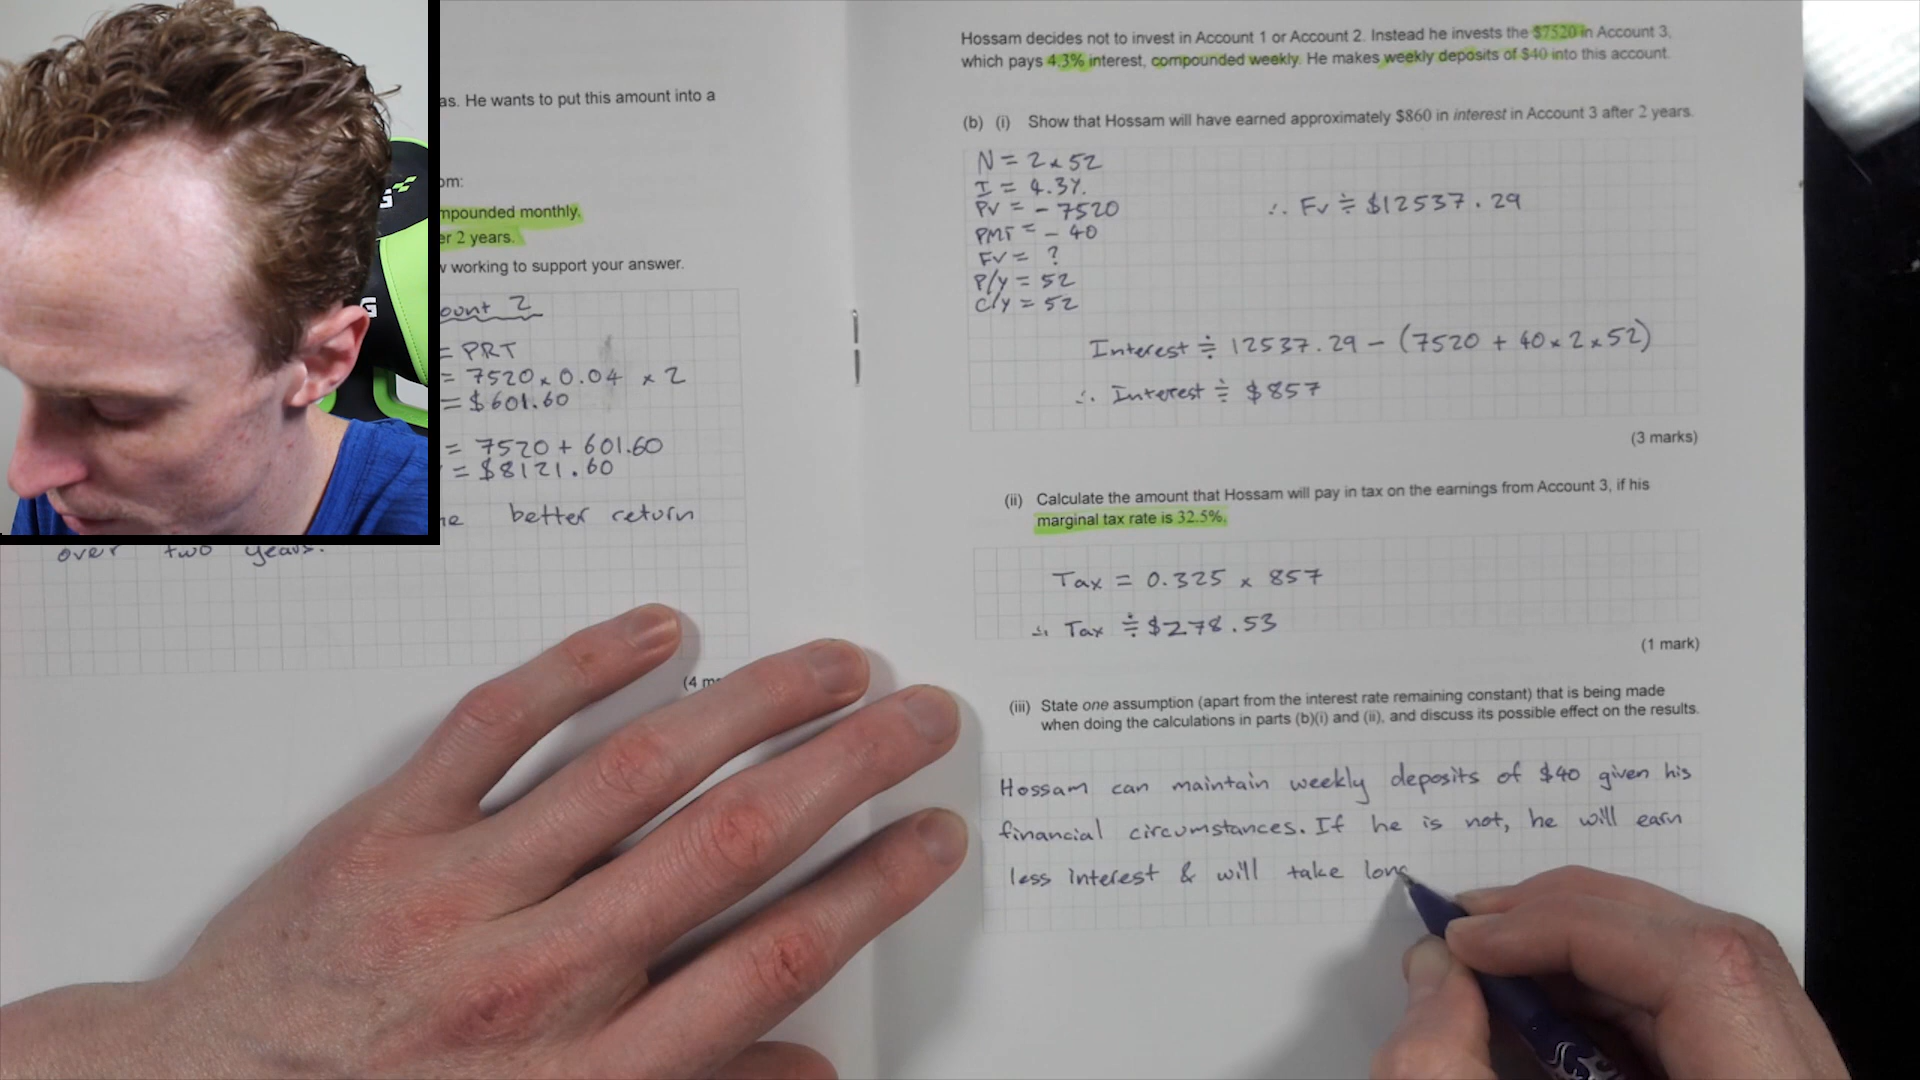 as. He wants to put this amount into a
om:
mpounded monthly.
er 2 years.
working to support your answer.
ount 2
= PRT
= 7520 × 0.04 × 2
= $601.60
= 7520 + 601.60
= $8121.60
better return
over two years.
(4 m
Hossam decides not to invest in Account 1 or Account 2. Instead he invests the $7520 in Account 3,
which pays 4.3% interest, compounded weekly. He makes weekly deposits of $40 into this account.
(b) (i) Show that Hossam will have earned approximately $860 in interest in Account 3 after 2 years.
N = 2 × 52
I = 4.3%.
PV = - 7520
PMT = - 40
FV = ?
P/y = 52
C/y = 52
∴ FV ≑ $12537.29
Interest ≑ 12537.29 - (7520 + 40 × 2 × 52)
∴ Interest ≑ $857
(3 marks)
(ii) Calculate the amount that Hossam will pay in tax on the earnings from Account 3, if his
marginal tax rate is 32.5%.
Tax = 0.325 × 857
∴ Tax ≑ $278.53
(1 mark)
(iii) State one assumption (apart from the interest rate remaining constant) that is being made
when doing the calculations in parts (b)(i) and (ii), and discuss its possible effect on the results.
Hossam can maintain weekly deposits of $40 given his
financial circumstances. If he is not, he will earn
less interest & will take long